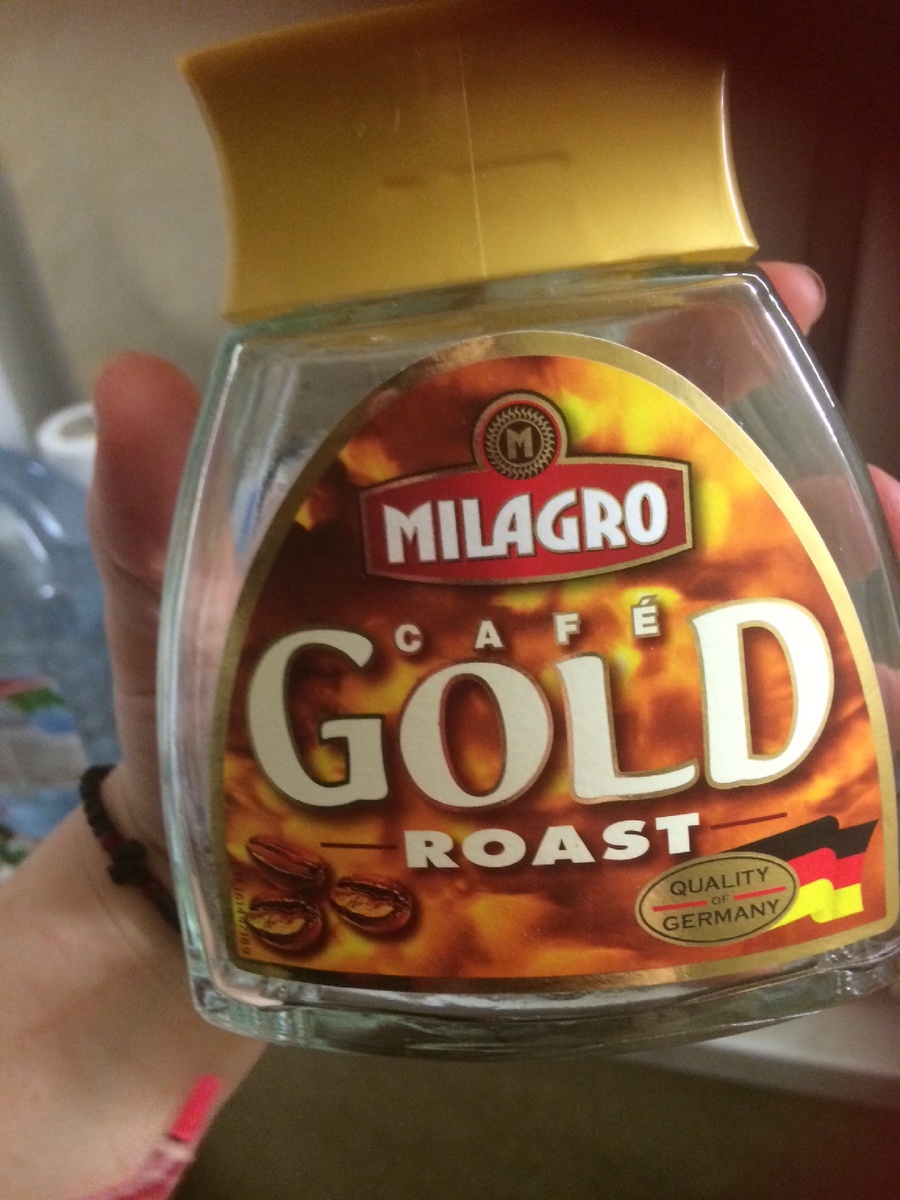 M
MILAGRO
CAFÉ
GOLD
ROAST
QUALITY
OF
GERMANY